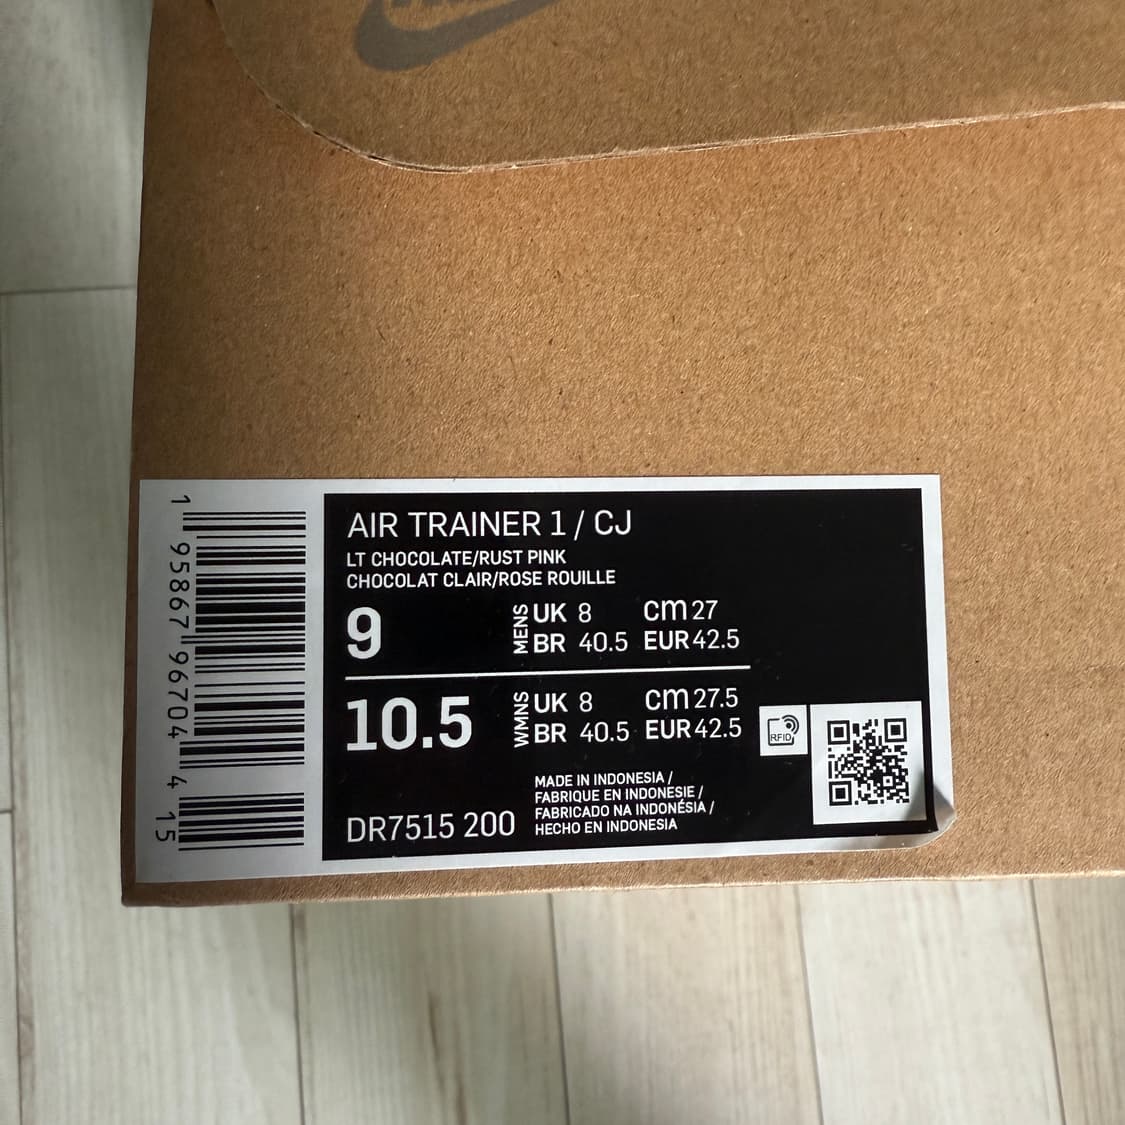 AIR TRAINER 1 / CJ
LT CHOCOLATE/RUST PINK
CHOCOLAT CLAIR/ROSE ROUILLE
9 MENS UK 8 cm 27
BR 40.5 EUR 42.5
10.5 WMNS UK 8 cm 27.5
BR 40.5 EUR 42.5
RFID
MADE IN INDONESIA /
FABRIQUE EN INDONESIE /
FABRICADO NA INDONÉSIA /
HECHO EN INDONESIA
DR7515 200
1 95867 96704 4 15